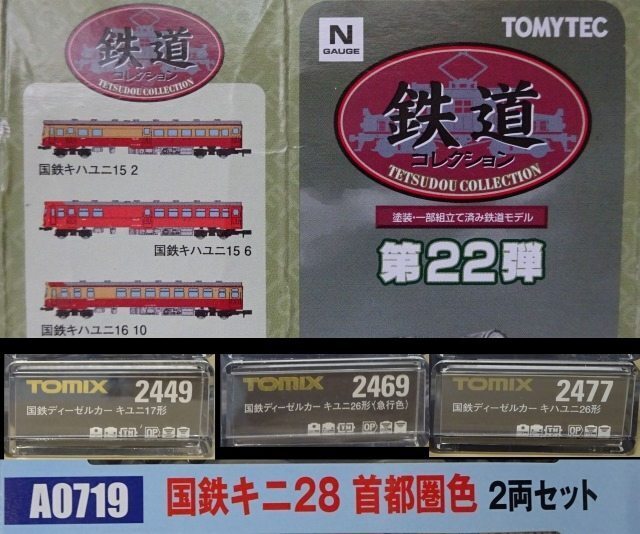 鉄道
コレクション
TETSUDOU COLLECTION
国鉄キハユニ15 2
国鉄キハユニ15 6
国鉄キハユニ16 10
N
GAUGE
TOMYTEC
鉄道
コレクション
TETSUDOU COLLECTION
塗装・一部組立て済み鉄道モデル
第22弾
TOMIX 2449
国鉄ディーゼルカー キユニ17形
OP
TOMIX 2469
国鉄ディーゼルカー キユニ26形(急行色)
OP
TOMIX 2477
国鉄ディーゼルカー キハユニ26形
OP
A0719 国鉄キニ28 首都圏色 2両セット